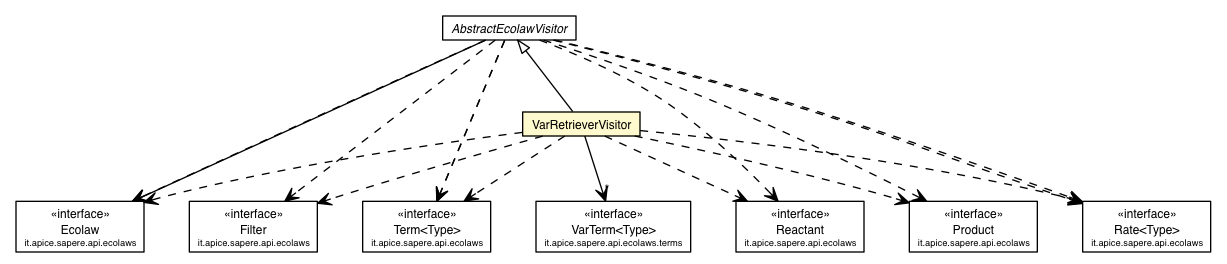 AbstractEcolawVisitor
VarRetrieverVisitor
«interface»
Ecolaw
it.apice.sapere.api.ecolaws
«interface»
Filter
it.apice.sapere.api.ecolaws
«interface»
Term<Type>
it.apice.sapere.api.ecolaws
«interface»
VarTerm<Type>
it.apice.sapere.api.ecolaws.terms
«interface»
Reactant
it.apice.sapere.api.ecolaws
«interface»
Product
it.apice.sapere.api.ecolaws
«interface»
Rate<Type>
it.apice.sapere.api.ecolaws